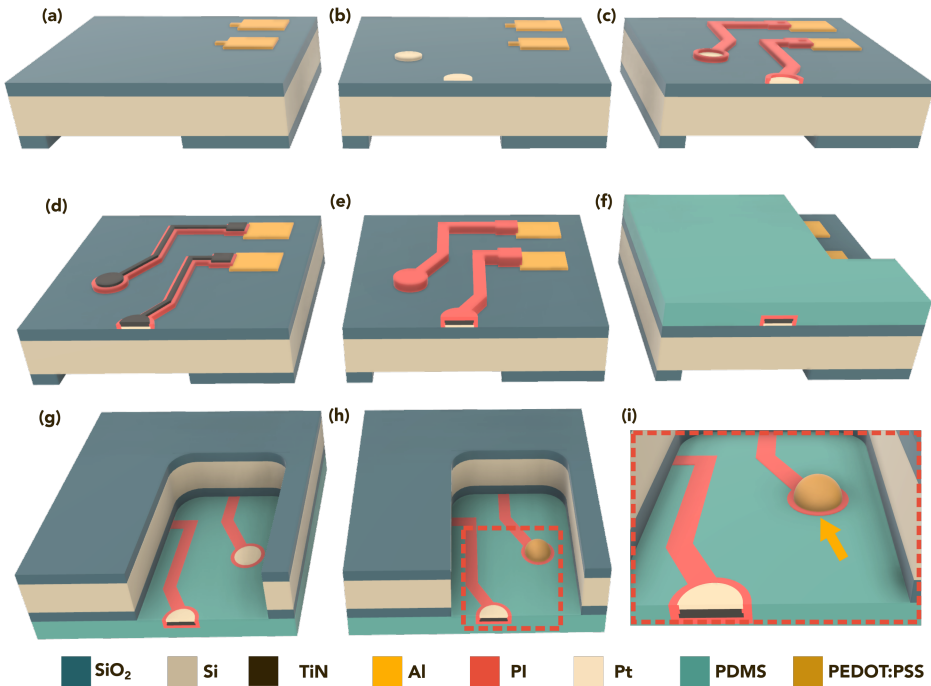 (a) (b) (c)
(d) (e) (f)
(g) (h) (i)
SiO₂ Si TiN Al PI Pt PDMS PEDOT:PSS